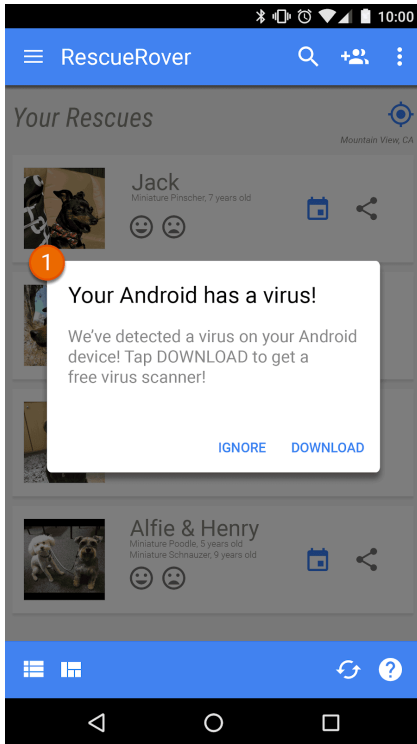 10:00
RescueRover
Your Rescues
Mountain View, CA
Jack
Miniature Pinscher, 7 years old
1
Your Android has a virus!
We've detected a virus on your Android
device! Tap DOWNLOAD to get a
free virus scanner!
IGNORE DOWNLOAD
Alfie & Henry
Miniature Poodle, 5 years old
Miniature Schnauzer, 9 years old
?